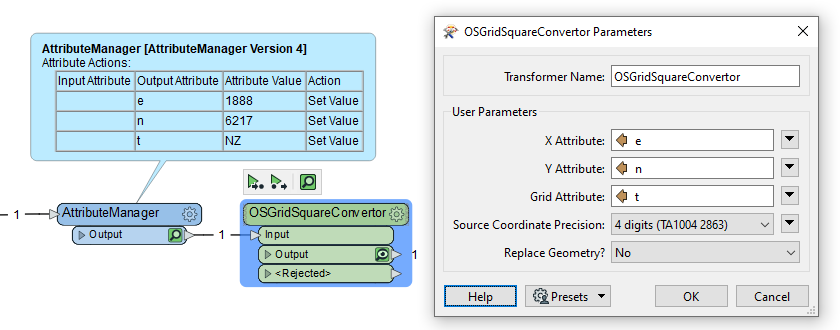 AttributeManager [AttributeManager Version 4]
Attribute Actions:
Input Attribute Output Attribute Attribute Value Action
e 1888 Set Value
n 6217 Set Value
t NZ Set Value
1 AttributeManager
Output 1
OSGridSquareConvertor
Input
Output 1
<Rejected>
OSGridSquareConvertor Parameters
Transformer Name: OSGridSquareConvertor
User Parameters
X Attribute: e
Y Attribute: n
Grid Attribute: t
Source Coordinate Precision: 4 digits (TA1004 2863)
Replace Geometry? No
Help Presets OK Cancel